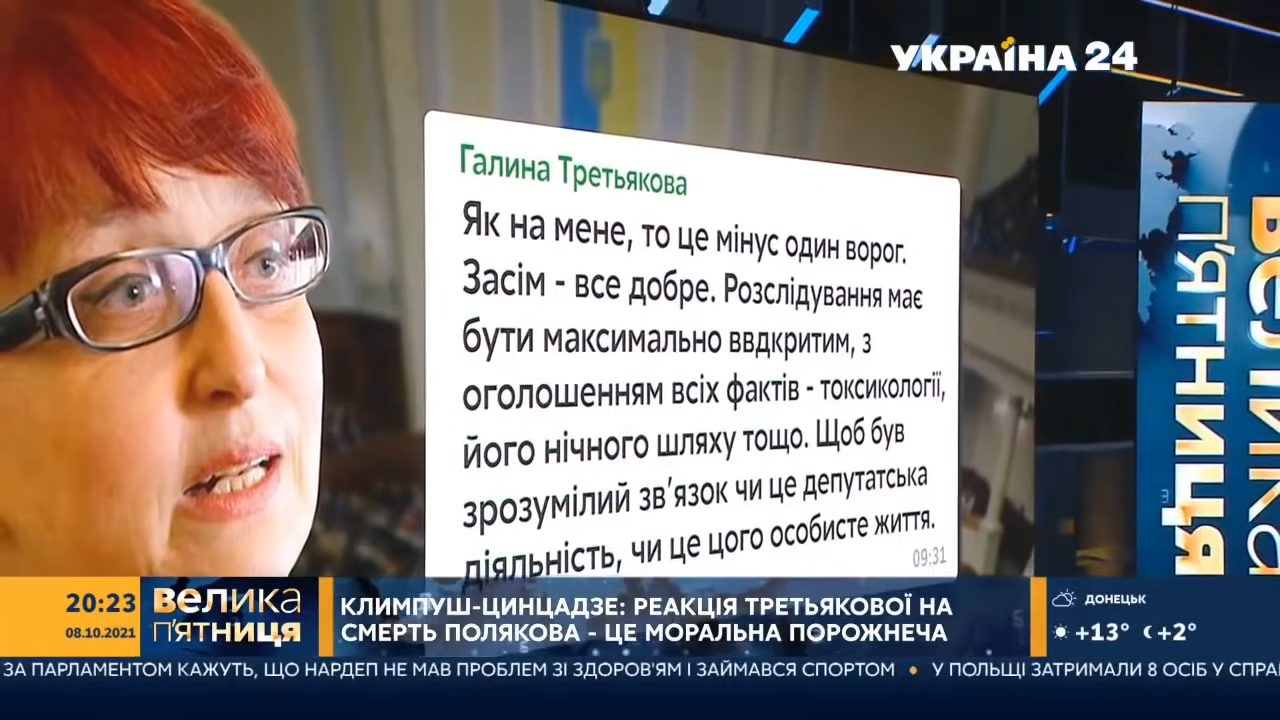 УКРАЇНА 24
Галина Третьякова
Як на мене, то це мінус один ворог.
Засім - все добре. Розслідування має
бути максимально ввдкритим, з
оголошенням всіх фактів - токсикології,
його нічного шляху тощо. Щоб був
зрозумілий зв’язок чи це депутатська
діяльність, чи це цого особисте життя.
09:31
ВЕЛИКА
П'ЯТНИЦЯ
20:23
08.10.2021
ВЕЛИКА
П'ЯТНИЦЯ
КЛИМПУШ-ЦИНЦАДЗЕ: РЕАКЦІЯ ТРЕТЬЯКОВОЇ НА
СМЕРТЬ ПОЛЯКОВА - ЦЕ МОРАЛЬНА ПОРОЖНЕЧА
ДОНЕЦЬК
+13° +2°
ЗА ПАРЛАМЕНТОМ КАЖУТЬ, ЩО НАРДЕП НЕ МАВ ПРОБЛЕМ ЗІ ЗДОРОВ'ЯМ І ЗАЙМАВСЯ СПОРТОМ • У ПОЛЬЩІ ЗАТРИМАЛИ 8 ОСІБ У